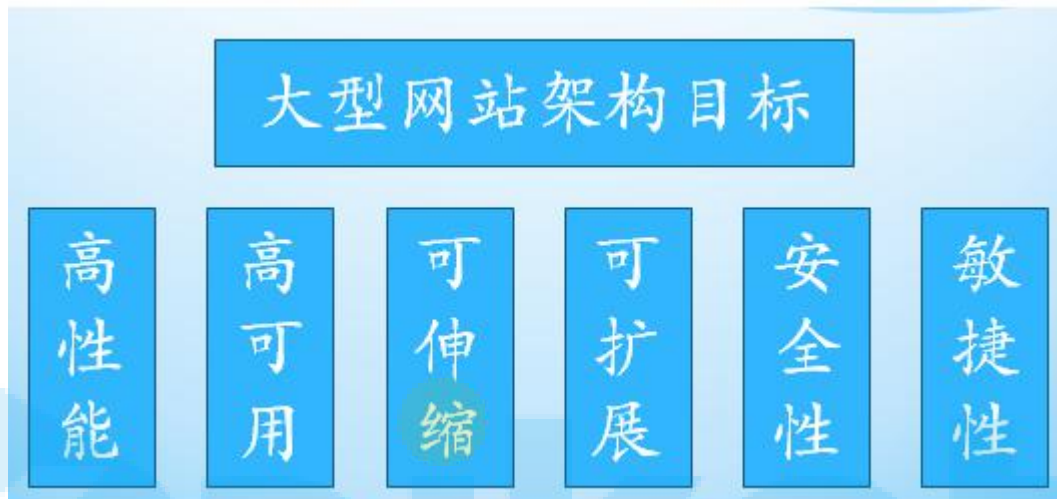 大型网站架构目标
高性能
高可用
可伸缩
可扩展
安全性
敏捷性